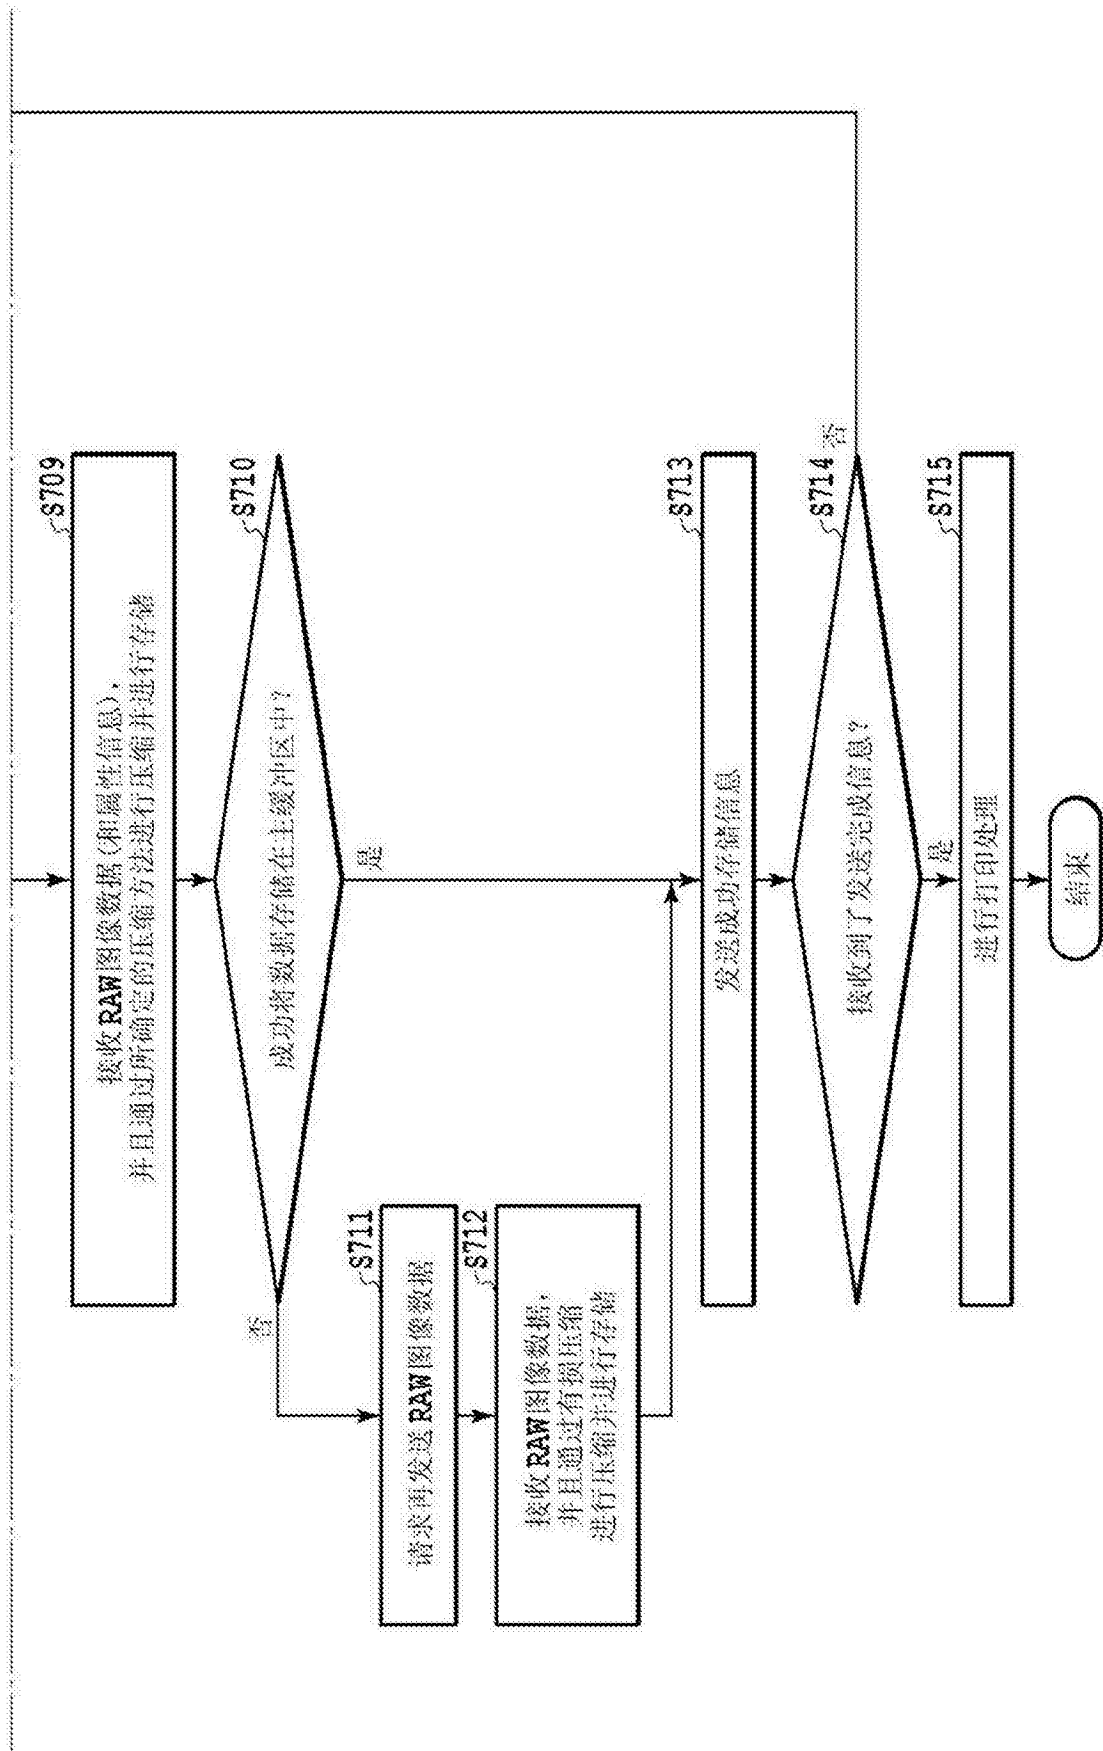 S709
接收RAW图像数据(和属性信息),
并且通过所确定的压缩方法进行压缩并进行存储
S710
成功将数据存储在主缓冲区中?
否
是
S711
请求再发送RAW图像数据
S712
接收RAW图像数据,
并且通过有损压缩
进行压缩并进行存储
S713
发送成功存储信息
S714
否
接收到了发送完成信息?
是
S715
进行打印处理
结束